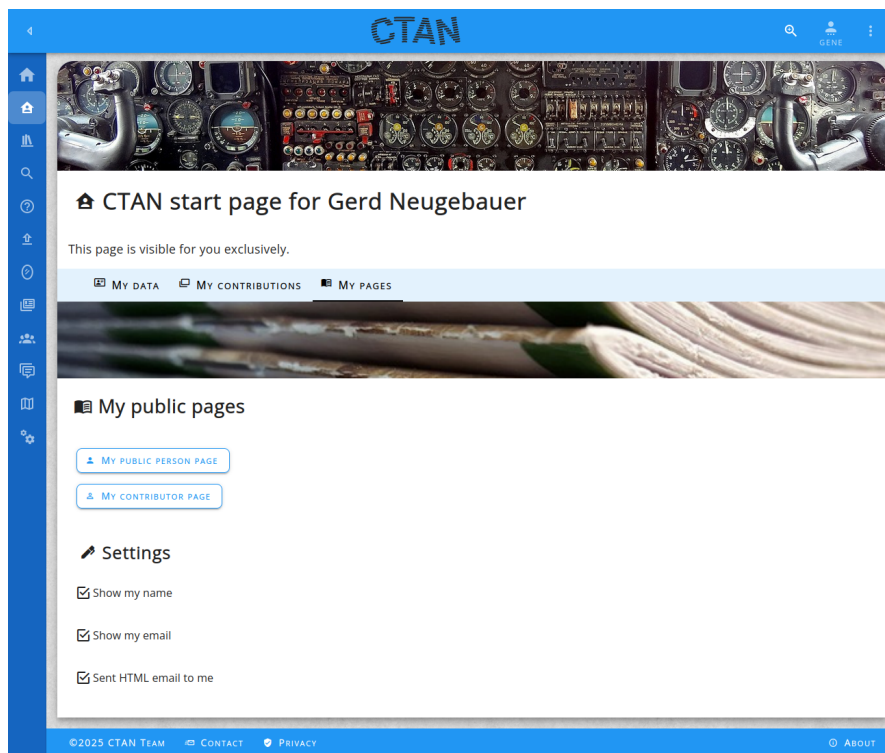 CTAN
GENE
CTAN start page for Gerd Neugebauer
This page is visible for you exclusively.
My data My contributions My pages
My public pages
My public person page
My contributor page
Settings
Show my name
Show my email
Sent HTML email to me
©2025 CTAN Team Contact Privacy About